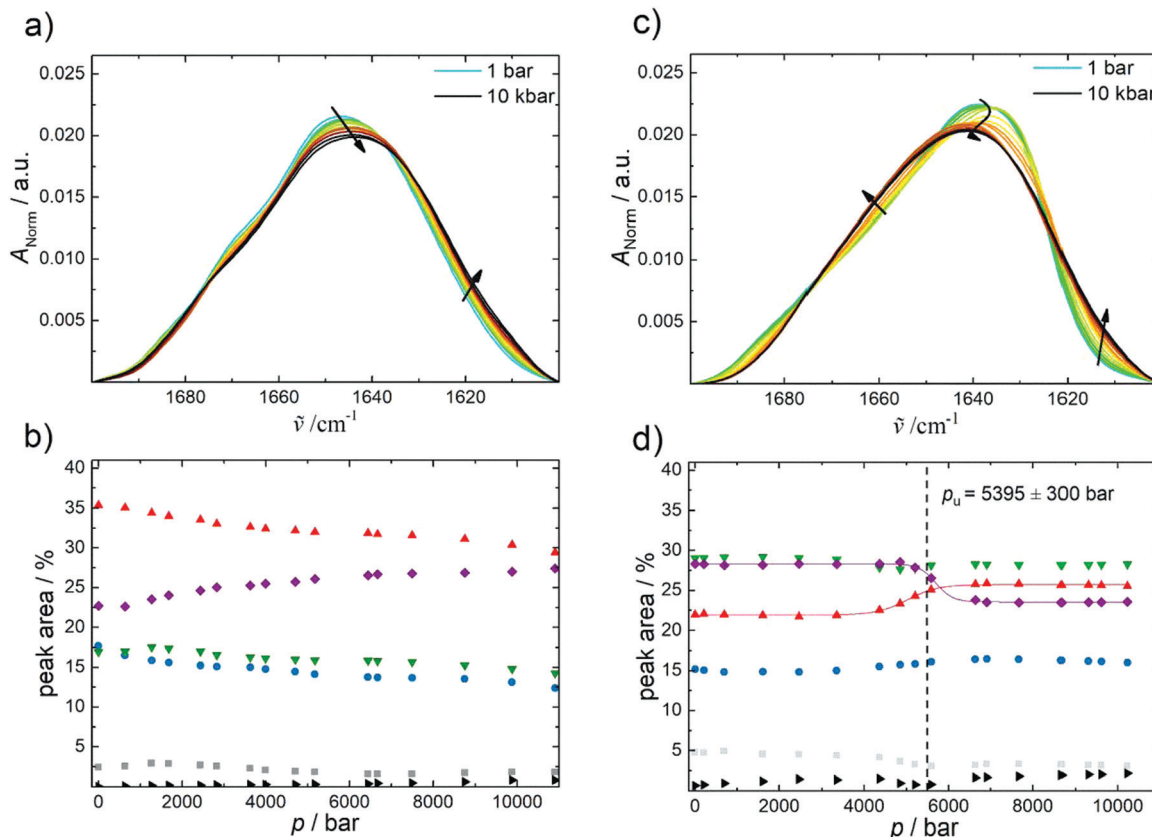 a)
0.025
0.020
0.015
0.010
0.005
A_Norm / a.u.
1 bar
10 kbar
1680 1660 1640 1620
ṽ /cm⁻¹
c)
0.025
0.020
0.015
0.010
0.005
A_Norm / a.u.
1 bar
10 kbar
1680 1660 1640 1620
ṽ /cm⁻¹
b)
40
35
30
25
20
15
10
5
peak area / %
0 2000 4000 6000 8000 10000
p / bar
d)
40
35
30
25
20
15
10
5
peak area / %
p_u = 5395 ± 300 bar
0 2000 4000 6000 8000 10000
p / bar